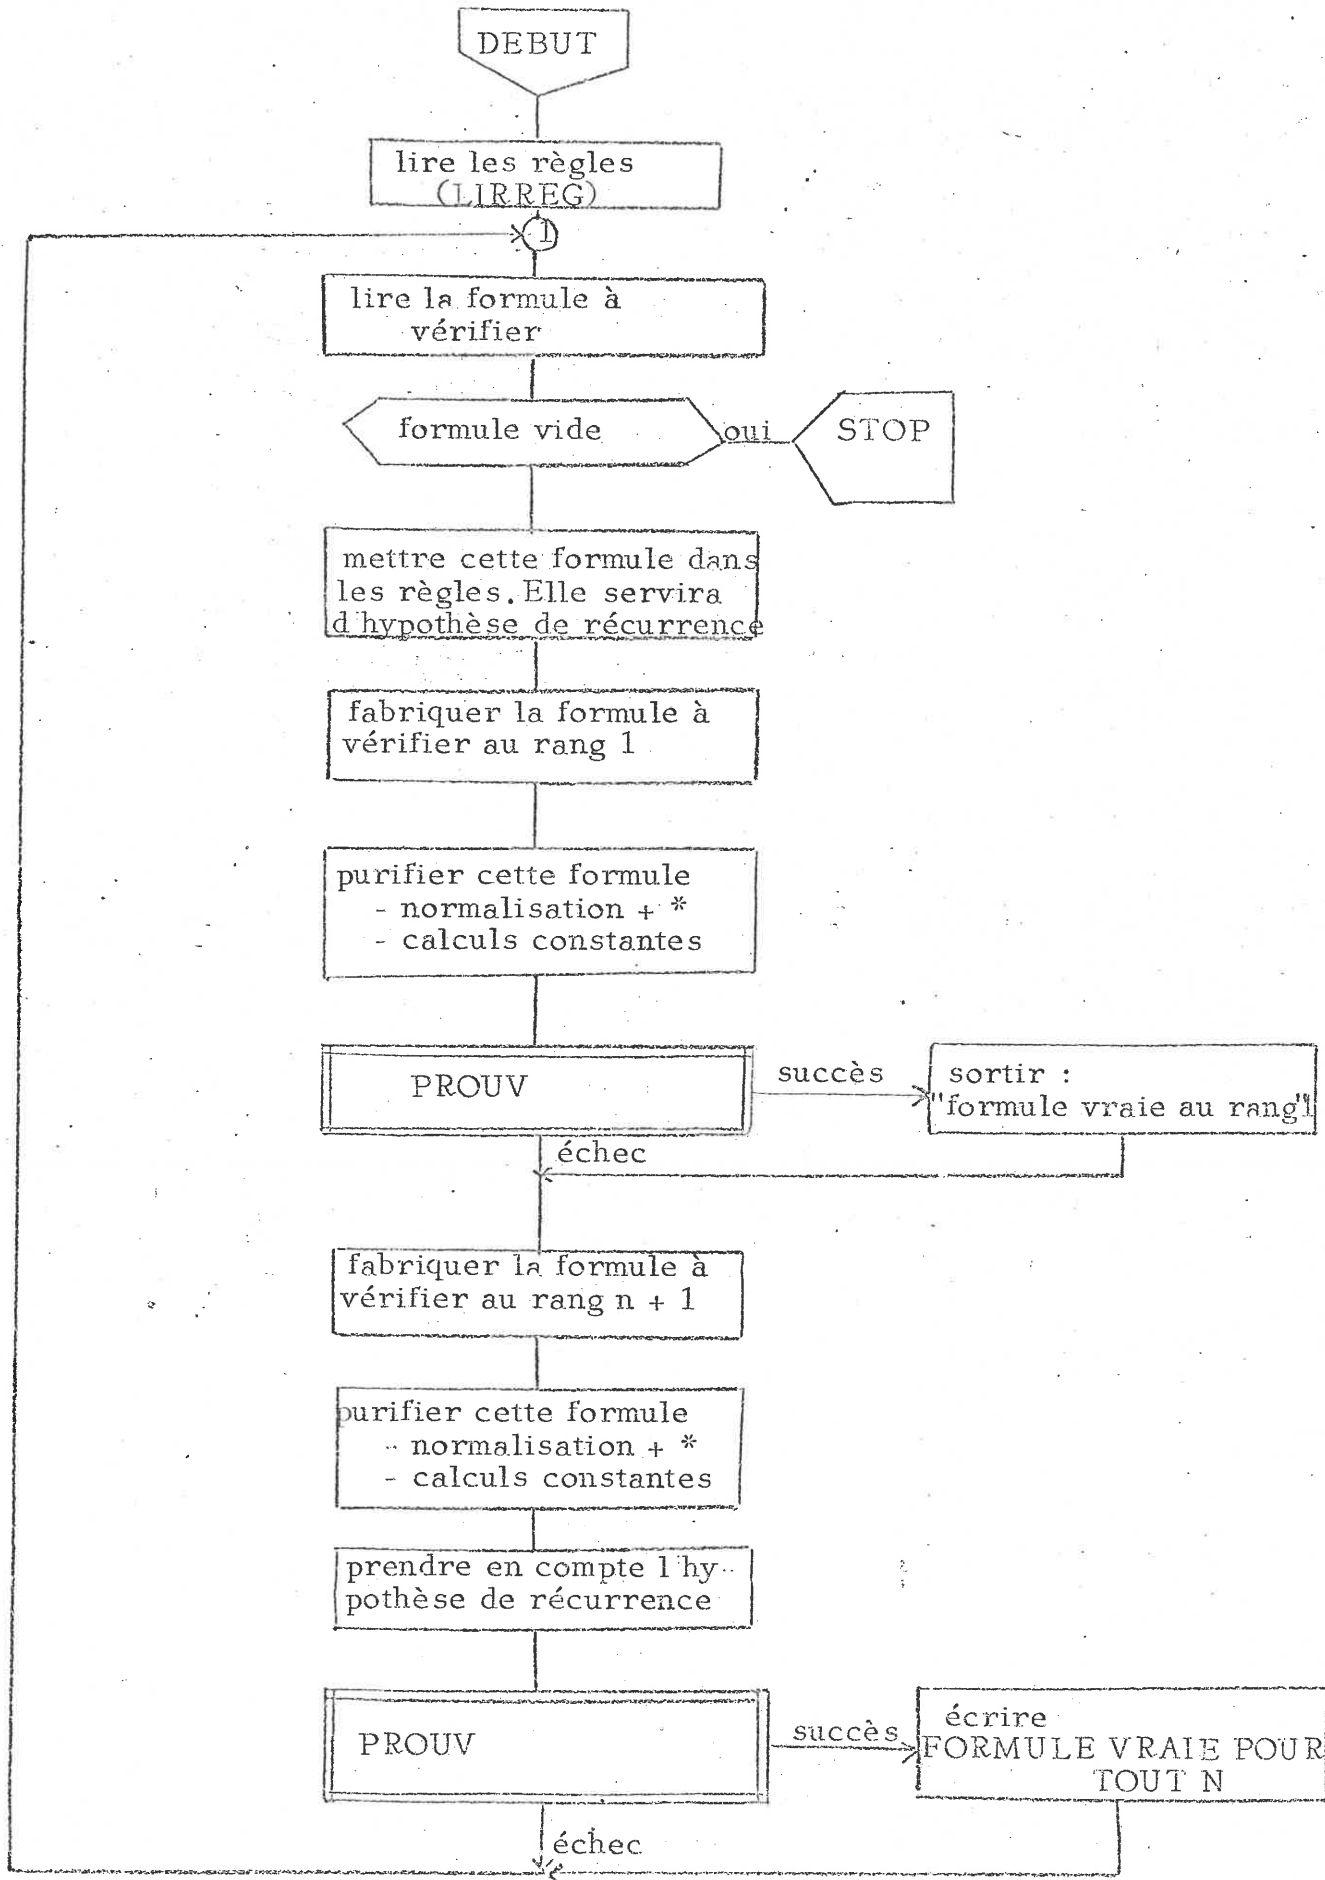 DEBUT
lire les règles
(LIRREG)
1
lire la formule à
vérifier
formule vide
oui
STOP
mettre cette formule dans
les règles. Elle servira
d'hypothèse de récurrence
fabriquer la formule à
vérifier au rang 1
purifier cette formule
- normalisation + *
- calculs constantes
PROUV
succès
sortir :
"formule vraie au rang"1
échec
fabriquer la formule à
vérifier au rang n + 1
purifier cette formule
- normalisation + *
- calculs constantes
prendre en compte l'hy-
pothèse de récurrence
PROUV
succès
écrire
FORMULE VRAIE POUR
TOUT N
échec